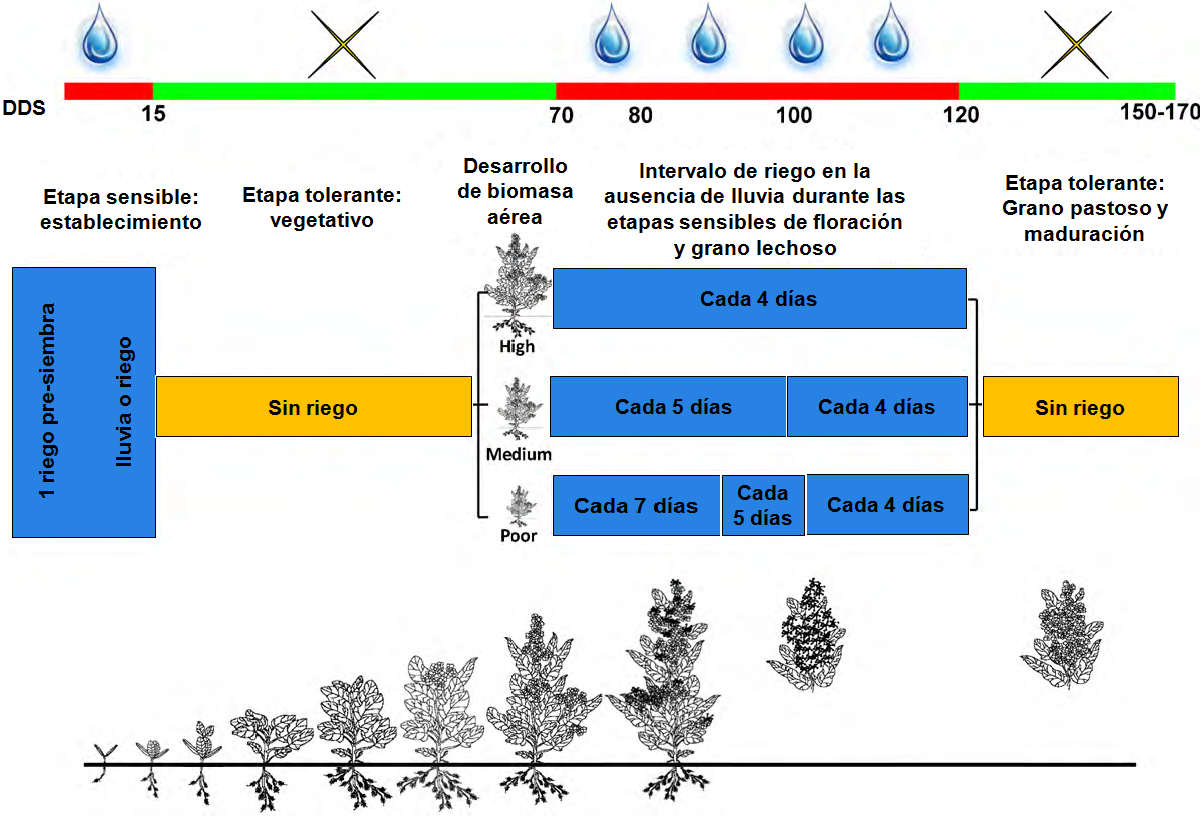 DDS
15
70
80
100
120
150-170
Etapa sensible:
establecimiento
Etapa tolerante:
vegetativo
Desarrollo
de biomasa
aérea
Intervalo de riego en la
ausencia de lluvia durante las
etapas sensibles de floración
y grano lechoso
Etapa tolerante:
Grano pastoso y
maduración
1 riego pre-siembra
lluvia o riego
Sin riego
High
Cada 4 días
Medium
Cada 5 días
Cada 4 días
Poor
Cada 7 días
Cada
5 días
Cada 4 días
Sin riego